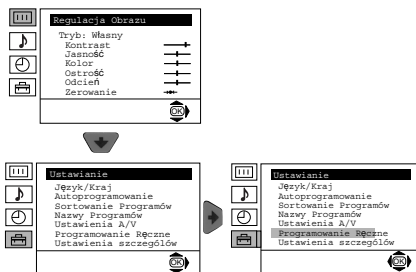 Regulacja Obrazu
Tryb: Własny
Kontrast
Jasność
Kolor
Ostrość
Odcień
Zerowanie
OK
Ustawianie
Język/Kraj
Autoprogramowanie
Sortowanie Programów
Nazwy Programów
Ustawienia A/V
Programowanie Ręczne
Ustawienia szczegółów
OK
Ustawianie
Język/Kraj
Autoprogramowanie
Sortowanie Programów
Nazwy Programów
Ustawienia A/V
Programowanie Ręczne
Ustawienia szczegółów
OK